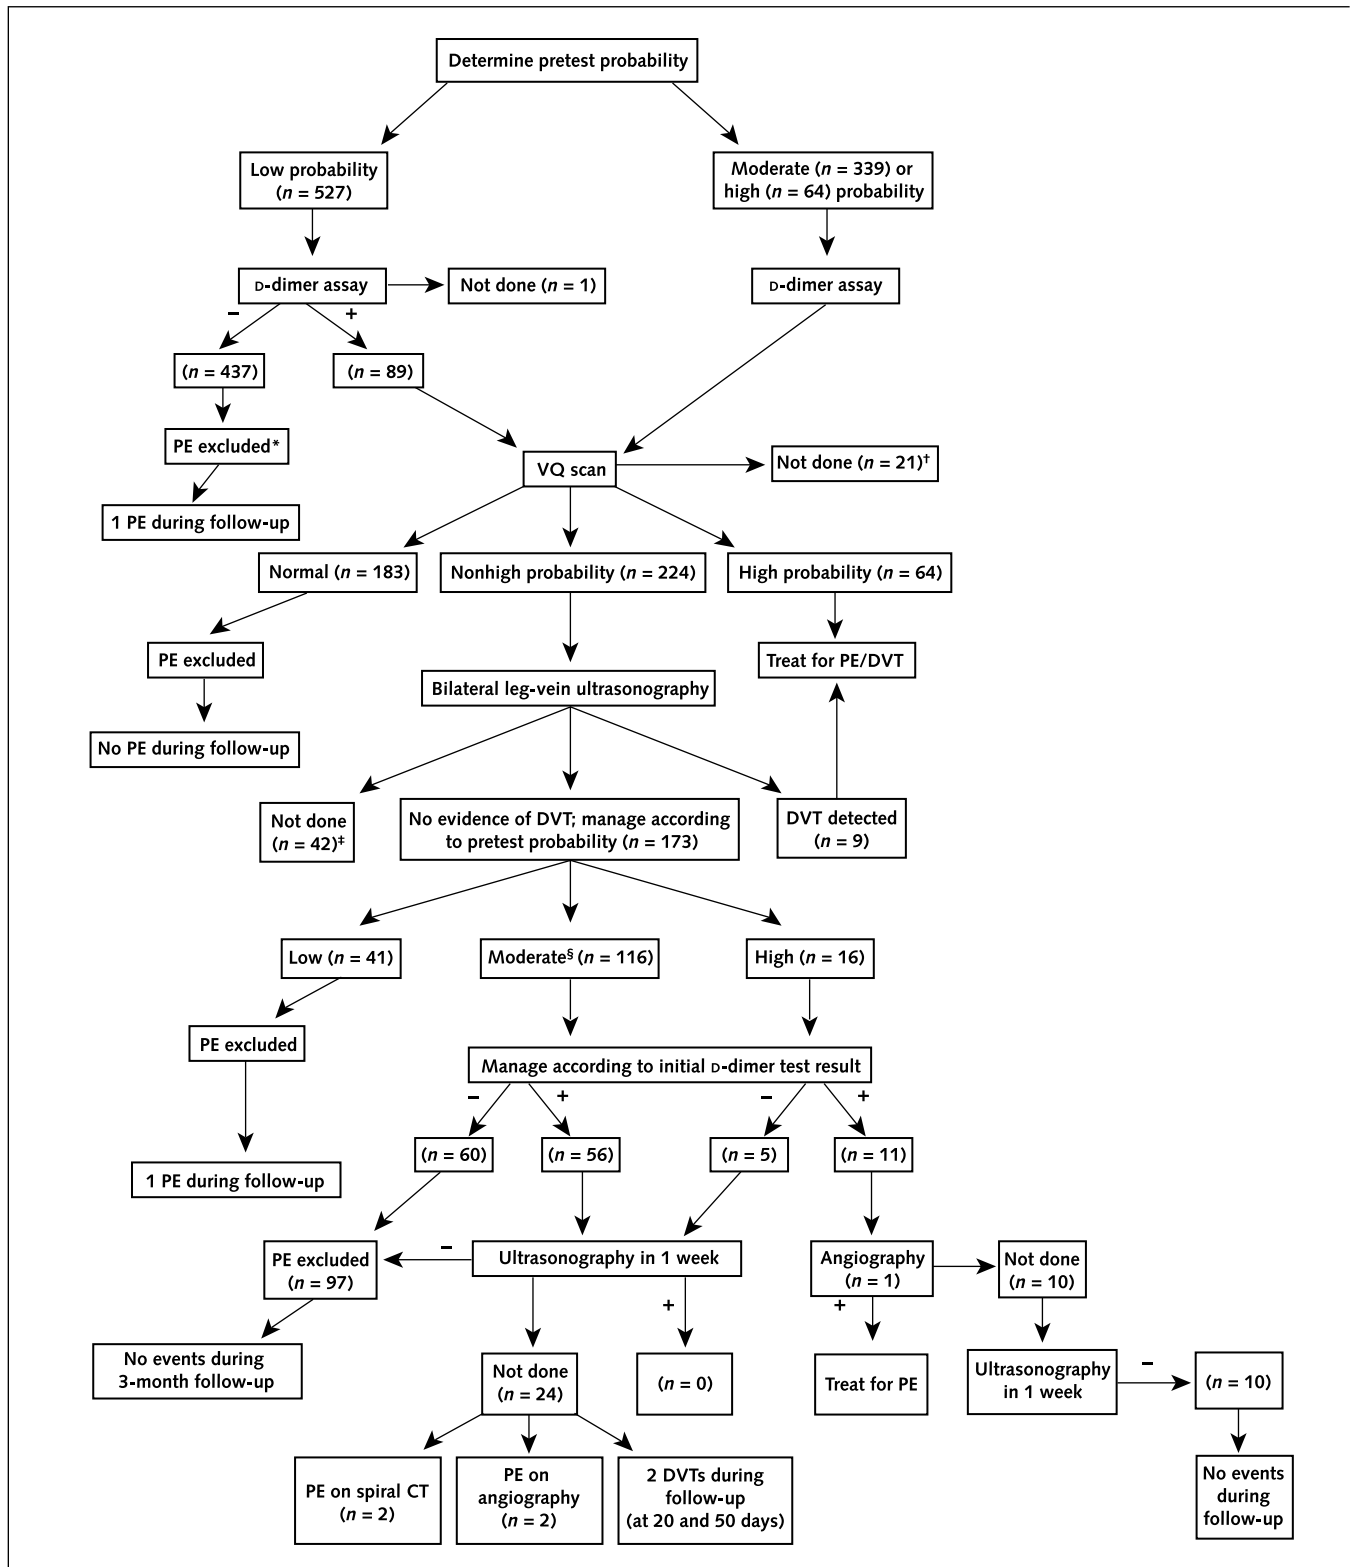 Determine pretest probability
Low probability
(n = 527)
Moderate (n = 339) or
high (n = 64) probability
D-dimer assay
Not done (n = 1)
D-dimer assay
–
+
(n = 437)
(n = 89)
PE excluded*
VQ scan
Not done (n = 21)†
1 PE during follow-up
Normal (n = 183)
Nonhigh probability (n = 224)
High probability (n = 64)
PE excluded
Treat for PE/DVT
Bilateral leg-vein ultrasonography
No PE during follow-up
Not done
(n = 42)‡
No evidence of DVT; manage according
to pretest probability (n = 173)
DVT detected
(n = 9)
Low (n = 41)
Moderate§ (n = 116)
High (n = 16)
PE excluded
Manage according to initial D-dimer test result
–
+
–
+
(n = 60)
(n = 56)
(n = 5)
(n = 11)
1 PE during follow-up
PE excluded
(n = 97)
–
Ultrasonography in 1 week
Angiography
(n = 1)
Not done
(n = 10)
+
+
No events during
3-month follow-up
Not done
(n = 24)
(n = 0)
Treat for PE
Ultrasonography
in 1 week
–
(n = 10)
PE on spiral CT
(n = 2)
PE on
angiography
(n = 2)
2 DVTs during
follow-up
(at 20 and 50 days)
No events
during
follow-up